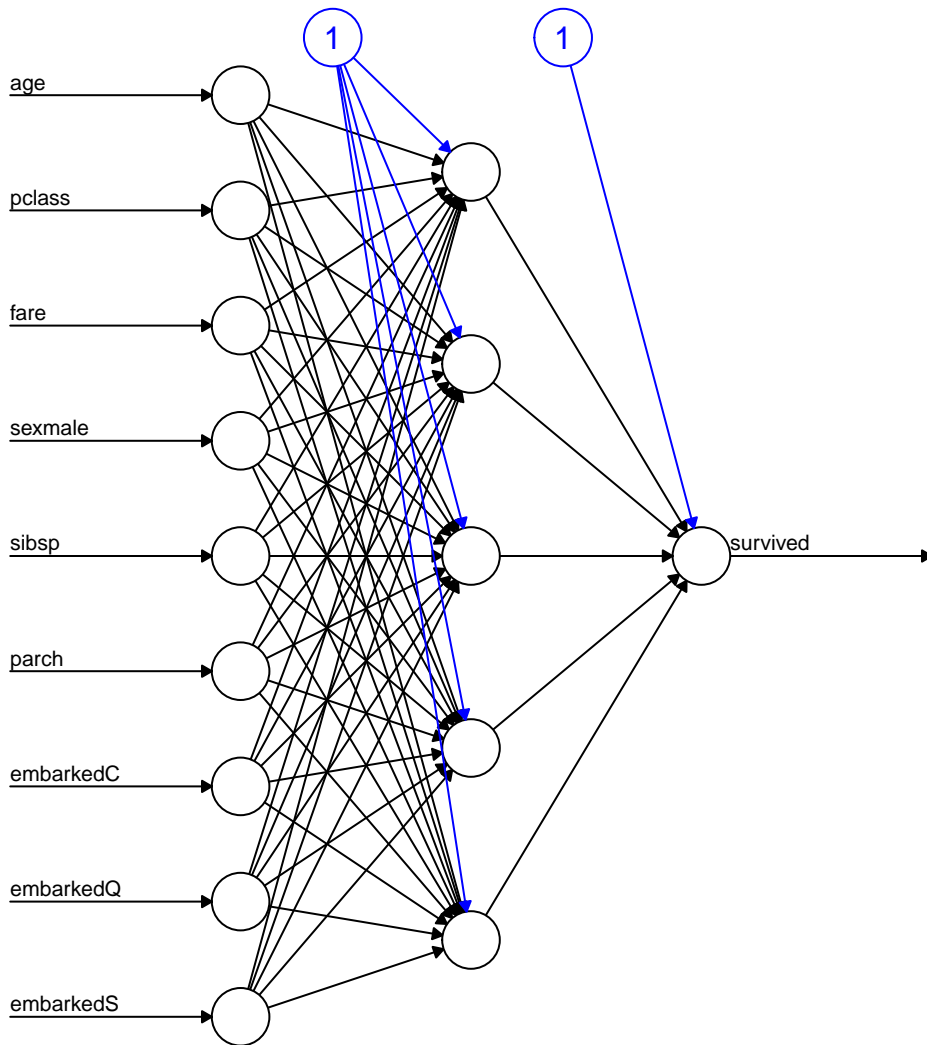 1
1
age
pclass
fare
sexmale
sibsp
survived
parch
embarkedC
embarkedQ
embarkedS